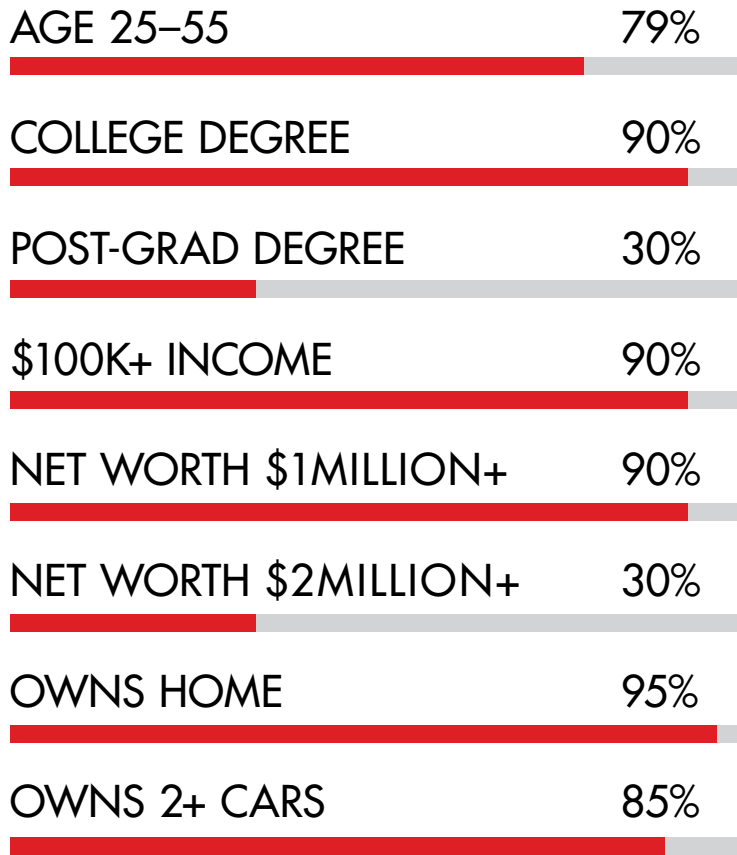 AGE 25–55 79%
COLLEGE DEGREE 90%
POST-GRAD DEGREE 30%
$100K+ INCOME 90%
NET WORTH $1MILLION+ 90%
NET WORTH $2MILLION+ 30%
OWNS HOME 95%
OWNS 2+ CARS 85%